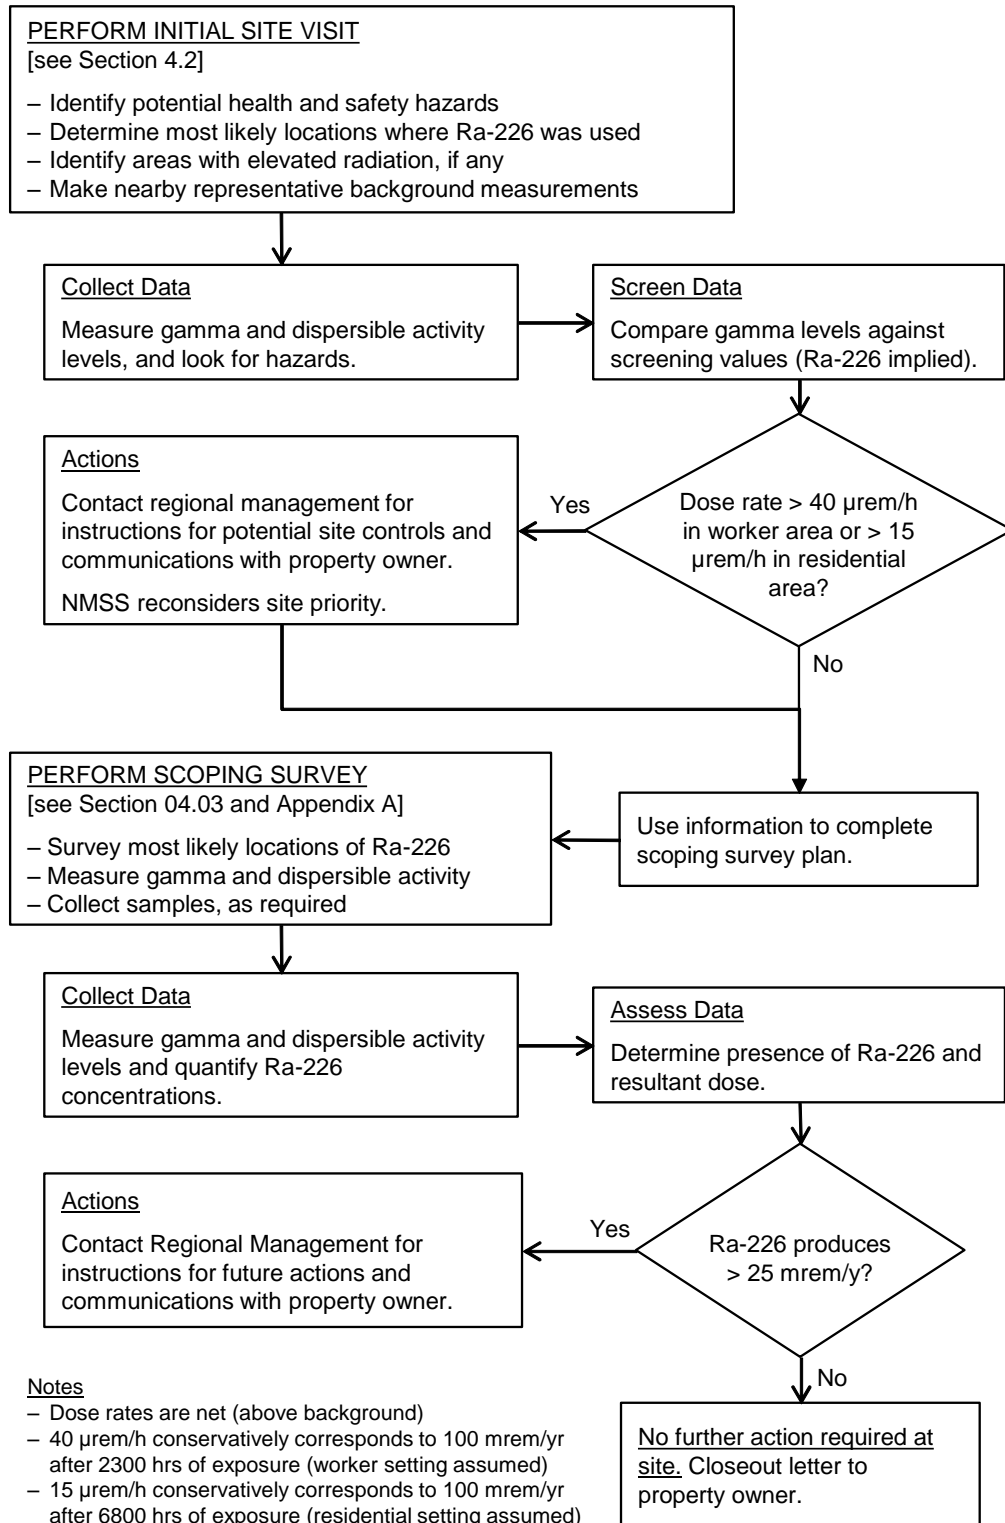 PERFORM INITIAL SITE VISIT
[see Section 4.2]
– Identify potential health and safety hazards
– Determine most likely locations where Ra-226 was used
– Identify areas with elevated radiation, if any
– Make nearby representative background measurements
Collect Data
Measure gamma and dispersible activity
levels, and look for hazards.
Screen Data
Compare gamma levels against
screening values (Ra-226 implied).
Actions
Contact regional management for
instructions for potential site controls and
communications with property owner.
NMSS reconsiders site priority.
Yes
Dose rate > 40 µrem/h
in worker area or > 15
µrem/h in residential
area?
No
PERFORM SCOPING SURVEY
[see Section 04.03 and Appendix A]
– Survey most likely locations of Ra-226
– Measure gamma and dispersible activity
– Collect samples, as required
Use information to complete
scoping survey plan.
Collect Data
Measure gamma and dispersible activity
levels and quantify Ra-226
concentrations.
Assess Data
Determine presence of Ra-226 and
resultant dose.
Actions
Contact Regional Management for
instructions for future actions and
communications with property owner.
Yes
Ra-226 produces
> 25 mrem/y?
No
Notes
– Dose rates are net (above background)
– 40 µrem/h conservatively corresponds to 100 mrem/yr
after 2300 hrs of exposure (worker setting assumed)
– 15 µrem/h conservatively corresponds to 100 mrem/yr
after 6800 hrs of exposure (residential setting assumed)
No further action required at
site. Closeout letter to
property owner.